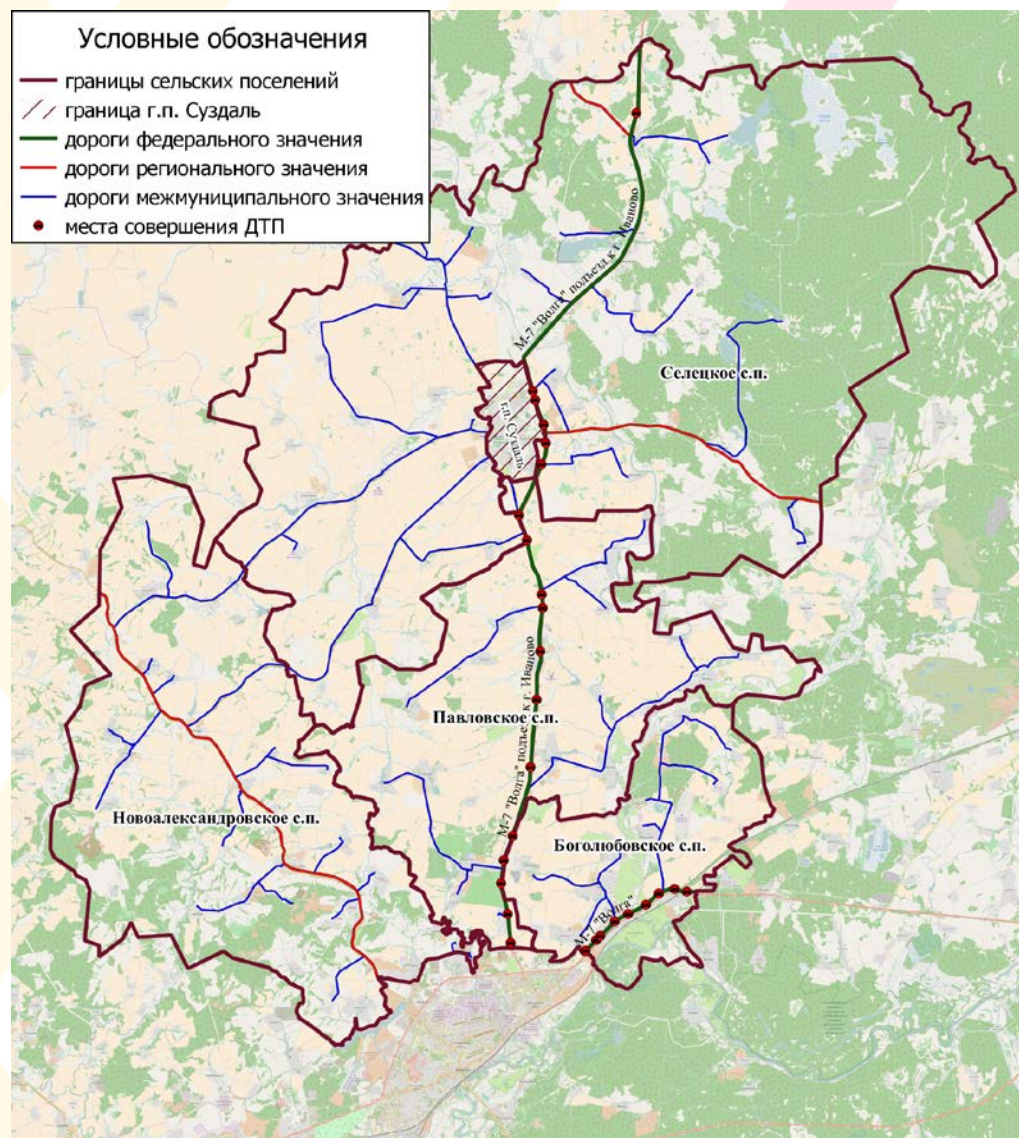 Условные обозначения
границы сельских поселений
граница г.п. Суздаль
дороги федерального значения
дороги регионального значения
дороги межмуниципального значения
места совершения ДТП
М-7 "Волга" подъезд к г. Иваново
Селецкое с.п.
г.п. Суздаль
М-7 "Волга" подъезд к г. Иваново
Павловское с.п.
Новоалександровское с.п.
Боголюбовское с.п.
М-7 "Волга"